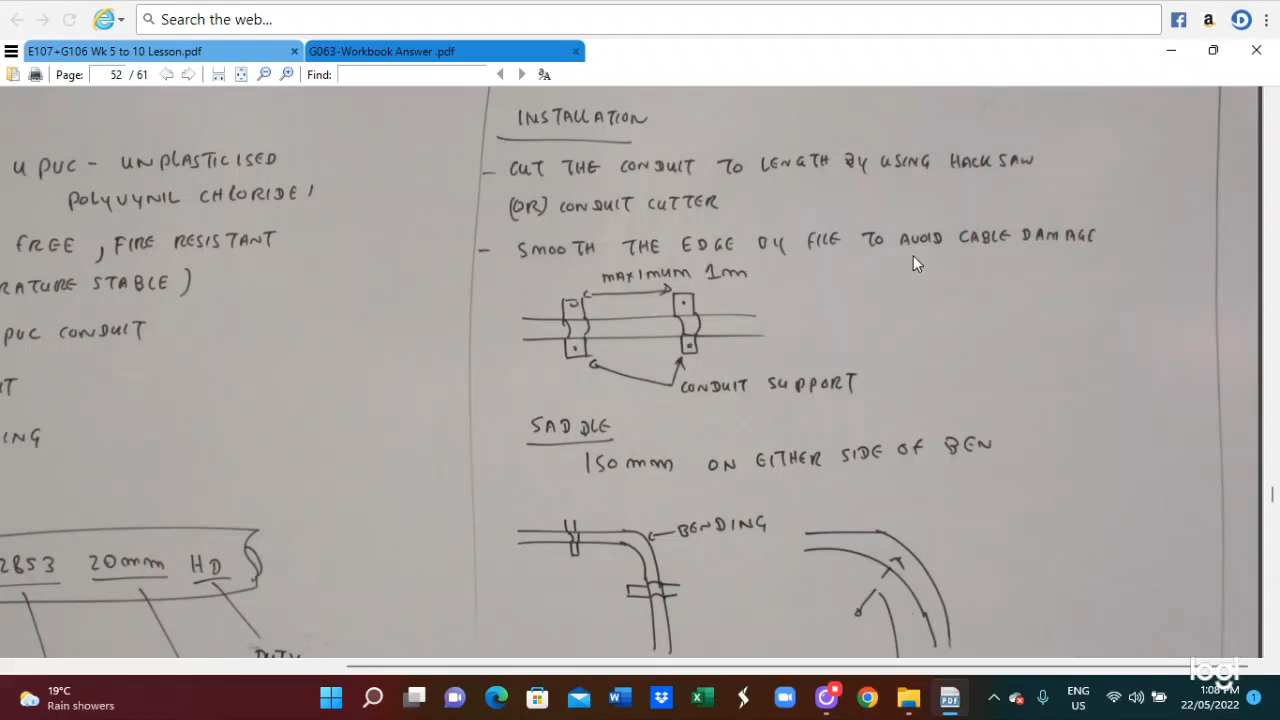 Search the web...
E107+G106 Wk 5 to 10 Lesson.pdf
G063-Workbook Answer .pdf
Page: 52 / 61
Find:
U PVC - UNPLASTICISED
POLYVYNIL CHLORIDE /
FREE, FIRE RESISTANT
RATURE STABLE )
PVC CONDUIT
T
ING
2853 20mm HD
DUTY
INSTALLATION
- CUT THE CONDUIT TO LENGTH BY USING HACKSAW
(OR) CONDUIT CUTTER
- SMOOTH THE EDGE BY FILE TO AVOID CABLE DAMAGE
MAXIMUM 1m
CONDUIT SUPPORT
SADDLE
150mm ON EITHER SIDE OF BEN
BENDING
logi
19°C
Rain showers
ENG
US
1:08 PM
22/05/2022